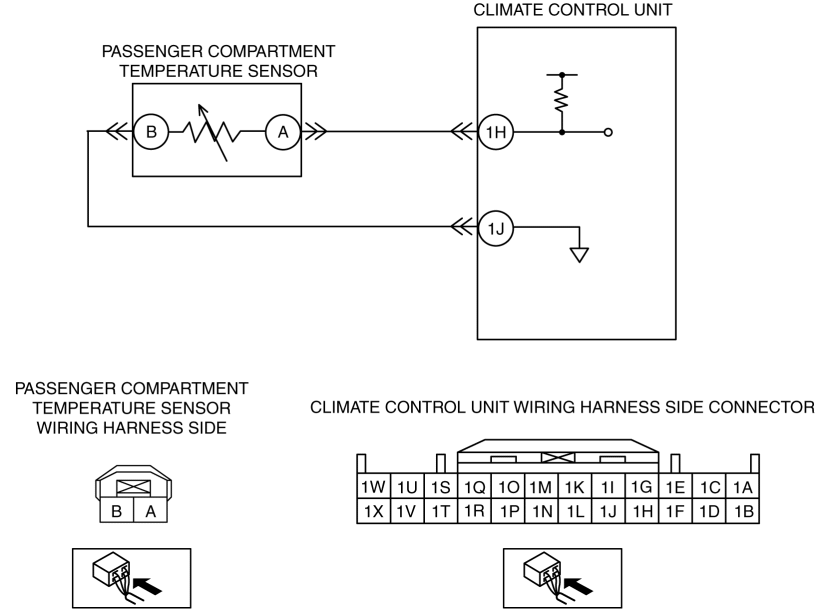 CLIMATE CONTROL UNIT
PASSENGER COMPARTMENT
TEMPERATURE SENSOR
B
A
1H
1J
PASSENGER COMPARTMENT
TEMPERATURE SENSOR
WIRING HARNESS SIDE
CLIMATE CONTROL UNIT WIRING HARNESS SIDE CONNECTOR
B A
1W 1U 1S 1Q 1O 1M 1K 1I 1G 1E 1C 1A
1X 1V 1T 1R 1P 1N 1L 1J 1H 1F 1D 1B